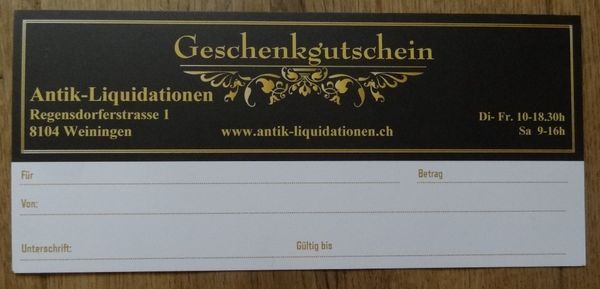 Geschenkgutschein
Antik-Liquidationen
Regensdorferstrasse 1
8104 Weiningen
www.antik-liquidationen.ch
Di- Fr. 10-18.30h
Sa 9-16h
Für
Betrag
Von:
Unterschrift:
Gültig bis